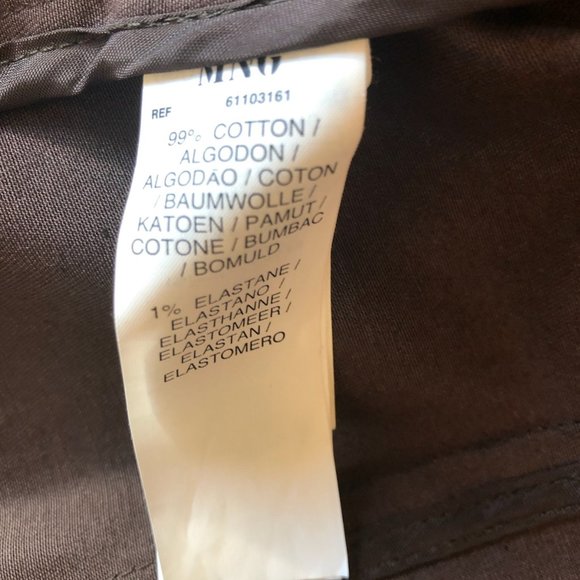 MNG
REF 61103161
99% COTTON /
ALGODON /
ALGODÃO / COTON
/ BAUMWOLLE /
KATOEN / PAMUT /
COTONE / BUMBAC
/ BOMULD
1% ELASTANE /
ELASTANO /
ELASTHANNE /
ELASTOMEER /
ELASTAN /
ELASTOMERO